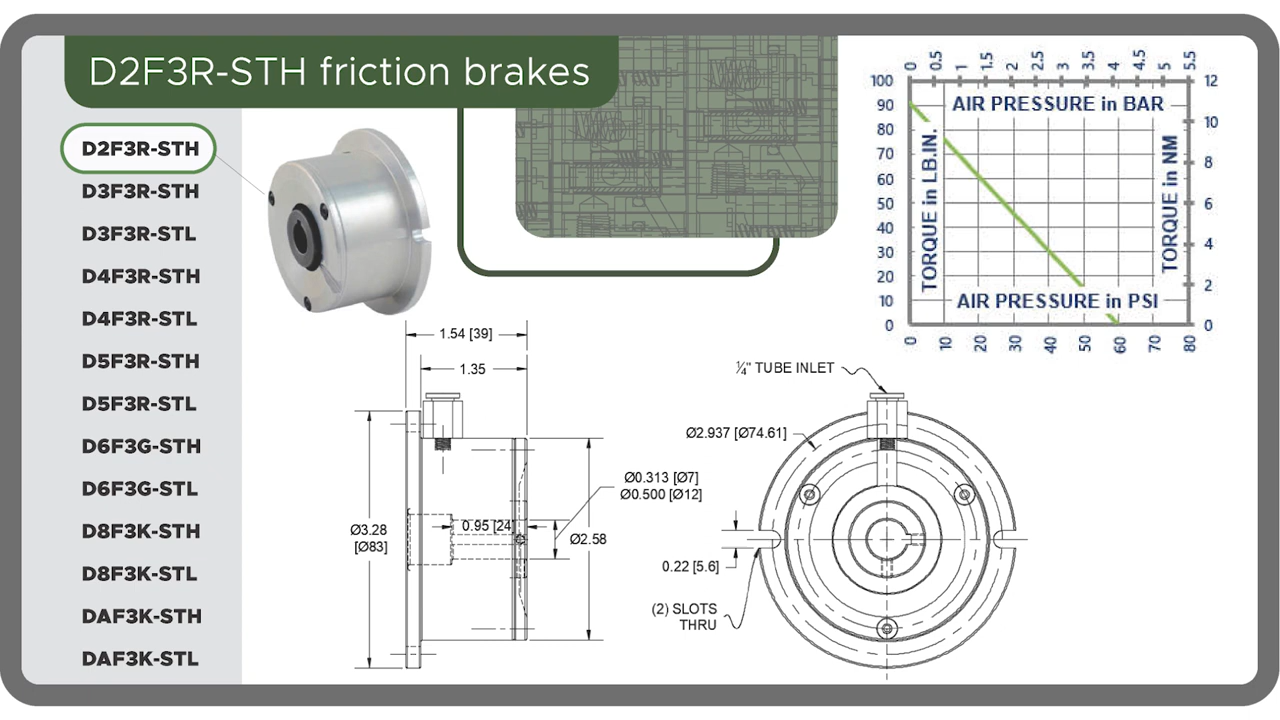 D2F3R-STH friction brakes
D2F3R-STH
D3F3R-STH
D3F3R-STL
D4F3R-STH
D4F3R-STL
D5F3R-STH
D5F3R-STL
D6F3G-STH
D6F3G-STL
D8F3K-STH
D8F3K-STL
DAF3K-STH
DAF3K-STL
0 0.5 1 1.5 2 2.5 3 3.5 4 4.5 5 5.5
AIR PRESSURE in BAR
100
90
80
70
60
50
40
30
20
10
0
TORQUE in LB.IN.
TORQUE in NM
12
10
8
6
4
2
0
AIR PRESSURE in PSI
0 10 20 30 40 50 60 70 80
1.54 [39]
1.35
Ø3.28
[Ø83]
0.95 [24]
Ø0.313 [Ø7]
Ø0.500 [Ø12]
Ø2.58
¼" TUBE INLET
Ø2.937 [Ø74.61]
0.22 [5.6]
(2) SLOTS
THRU